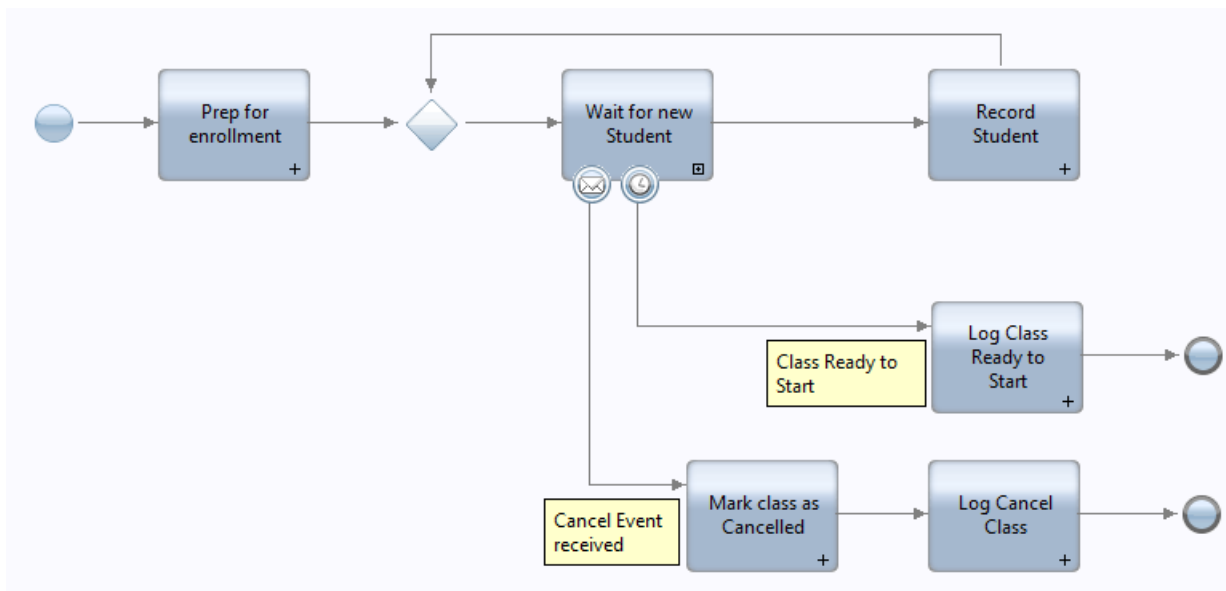 Prep for
enrollment
Wait for new
Student
Record
Student
Class Ready to
Start
Log Class
Ready to
Start
Cancel Event
received
Mark class as
Cancelled
Log Cancel
Class